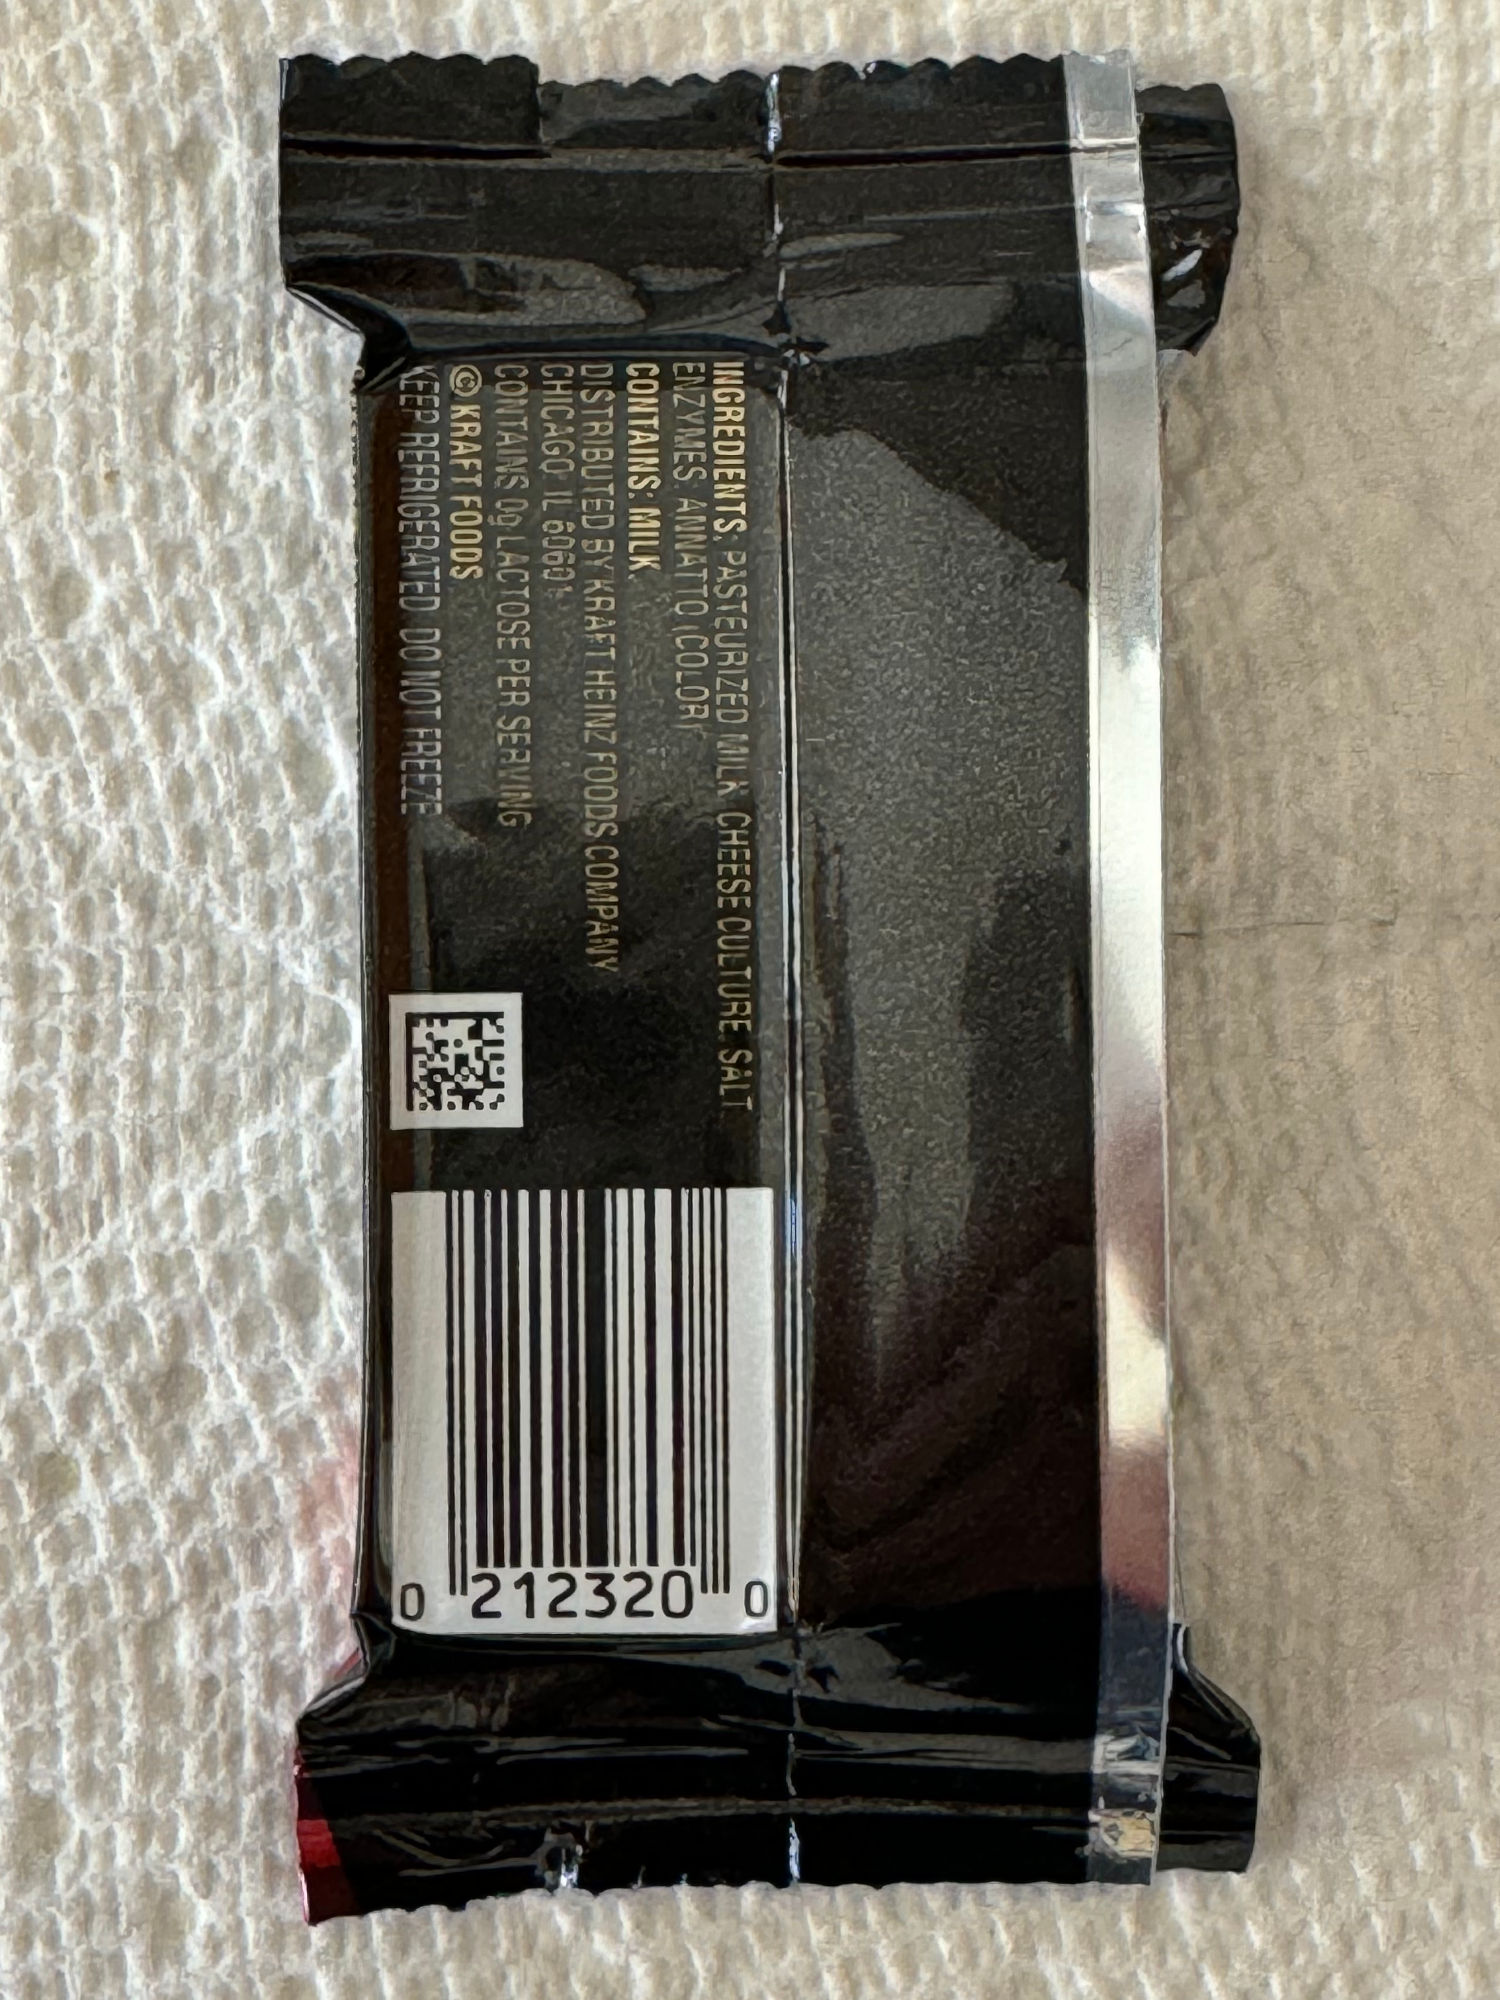 INGREDIENTS: PASTEURIZED MILK, CHEESE CULTURE, SALT,
ENZYMES, ANNATTO (COLOR)
CONTAINS: MILK.
DISTRIBUTED BY KRAFT HEINZ FOODS COMPANY
CHICAGO, IL 60601
CONTAINS 0g LACTOSE PER SERVING
© KRAFT FOODS
KEEP REFRIGERATED. DO NOT FREEZE
0 212320 0